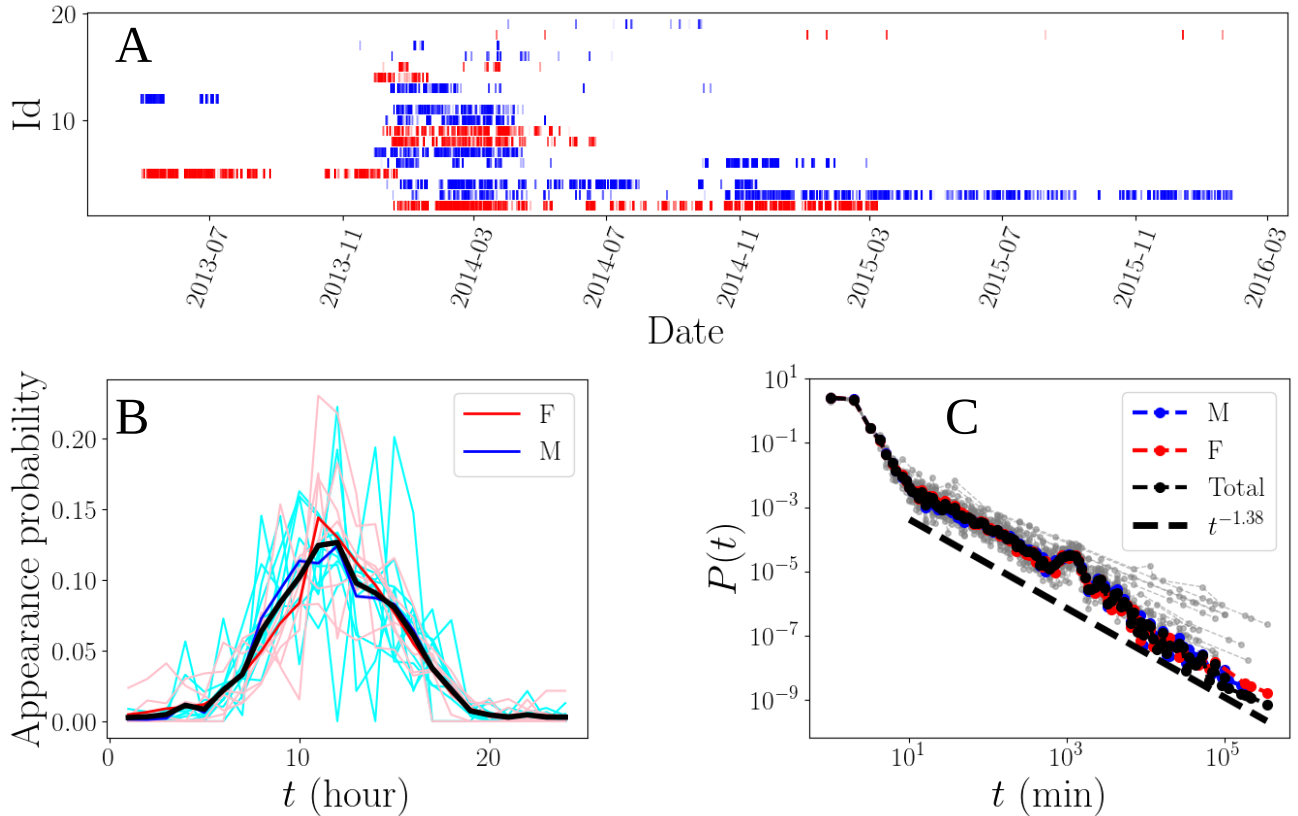 A
Id
20
10
2013-07
2013-11
2014-03
2014-07
2014-11
2015-03
2015-07
2015-11
2016-03
Date
B
Appearance probability
0.20
0.15
0.10
0.05
0.00
F
M
0
10
20
t (hour)
C
P(t)
10^1
10^-1
10^-3
10^-5
10^-7
10^-9
M
F
Total
t^-1.38
10^1
10^3
10^5
t (min)